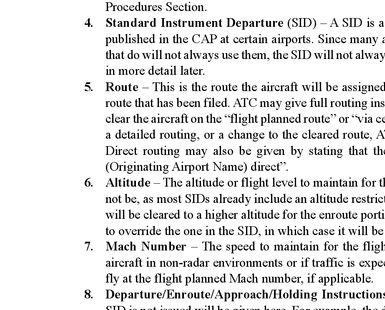 Procedures Section.
4. Standard Instrument Departure (SID) – A SID is a
published in the CAP at certain airports. Since many a
that do will not always use them, the SID will not alway
in more detail later.
5. Route – This is the route the aircraft will be assigned
route that has been filed. ATC may give full routing ins
clear the aircraft on the “flight planned route” or “via ce
a detailed routing, or a change to the cleared route, A
Direct routing may also be given by stating that the
(Originating Airport Name) direct”.
6. Altitude – The altitude or flight level to maintain for t
not be, as most SIDs already include an altitude restrict
will be cleared to a higher altitude for the enroute porti
to override the one in the SID, in which case it will be
7. Mach Number – The speed to maintain for the fligh
aircraft in non-radar environments or if traffic is expec
fly at the flight planned Mach number, if applicable.
8. Departure/Enroute/Approach/Holding Instructions
SID is not issued will be given here. For example, the d